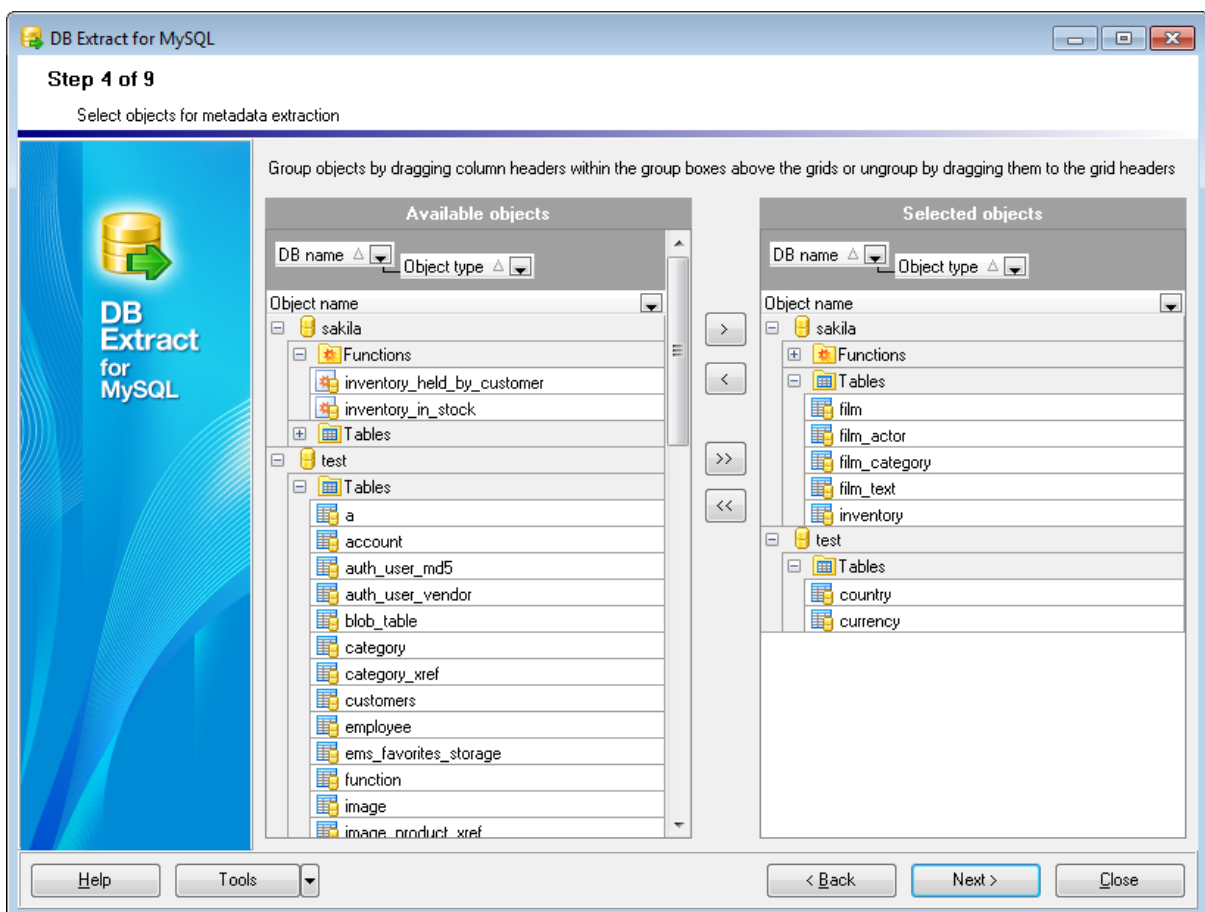 DB Extract for MySQL
Step 4 of 9
Select objects for metadata extraction
DB
Extract
for
MySQL
Group objects by dragging column headers within the group boxes above the grids or ungroup by dragging them to the grid headers
Available objects
DB name
Object type
Object name
sakila
Functions
inventory_held_by_customer
inventory_in_stock
Tables
test
Tables
a
account
auth_user_md5
auth_user_vendor
blob_table
category
category_xref
customers
employee
ems_favorites_storage
function
image
image_product_xref
>
<
>>
<<
Selected objects
DB name
Object type
Object name
sakila
Functions
Tables
film
film_actor
film_category
film_text
inventory
test
Tables
country
currency
Help
Tools
< Back
Next >
Close